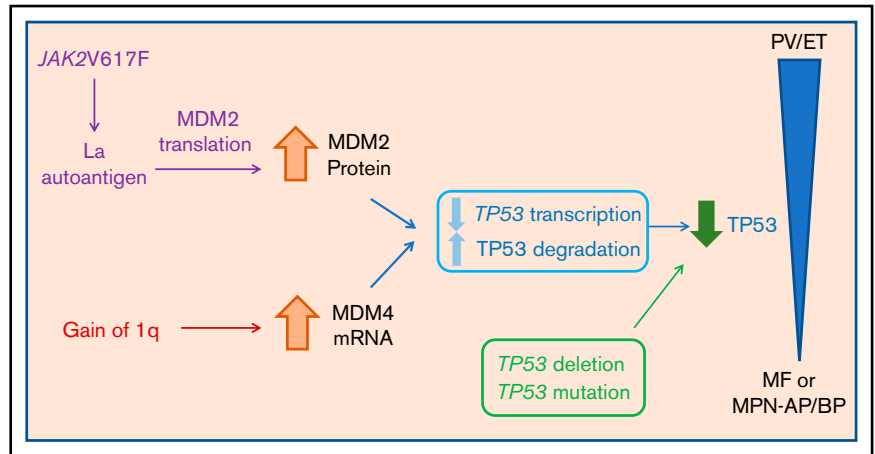 JAK2V617F
La
autoantigen
MDM2
translation
MDM2
Protein
Gain of 1q
MDM4
mRNA
TP53 transcription
TP53 degradation
TP53
TP53 deletion
TP53 mutation
PV/ET
MF or
MPN-AP/BP